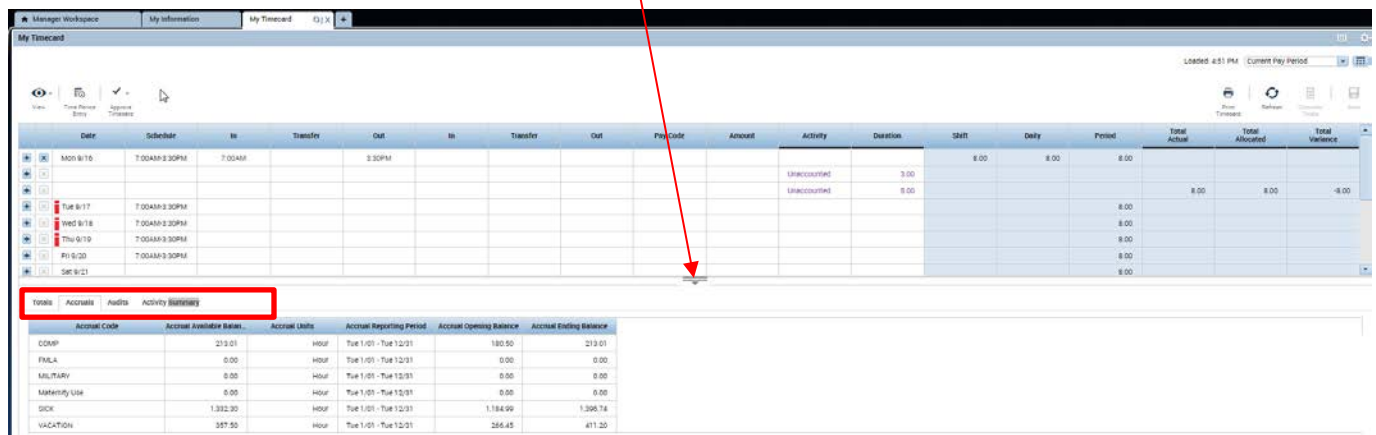 Manager Workspace My Information My Timecard
My Timecard
Loaded: 4:51 PM Current Pay Period
View Time Period Entry Approve Timecard Print Timecard Refresh Save
Date Schedule In Transfer Out In Transfer Out Pay Code Amount Activity Duration Shift Daily Period Total Actual Total Allocated Total Variance
Mon 9/16 7:00AM-3:30PM 7:00AM 3:30PM 8.00 8.00 8.00
Unaccounted 3.00
Unaccounted 5.00 8.00 8.00 -8.00
Tue 9/17 7:00AM-3:30PM 8.00
Wed 9/18 7:00AM-3:30PM 8.00
Thu 9/19 7:00AM-3:30PM 8.00
Fri 9/20 7:00AM-3:30PM 8.00
Sat 9/21 8.00
Totals Accruals Audits Activity Summary
Accrual Code Accrual Available Balan... Accrual Units Accrual Reporting Period Accrual Opening Balance Accrual Ending Balance
COMP 213.01 Hour Tue 1/01 - Tue 12/31 180.50 213.01
FMLA 0.00 Hour Tue 1/01 - Tue 12/31 0.00 0.00
MILITARY 0.00 Hour Tue 1/01 - Tue 12/31 0.00 0.00
Maternity Use 0.00 Hour Tue 1/01 - Tue 12/31 0.00 0.00
SICK 1,332.30 Hour Tue 1/01 - Tue 12/31 1,184.99 1,396.74
VACATION 357.50 Hour Tue 1/01 - Tue 12/31 266.45 411.20